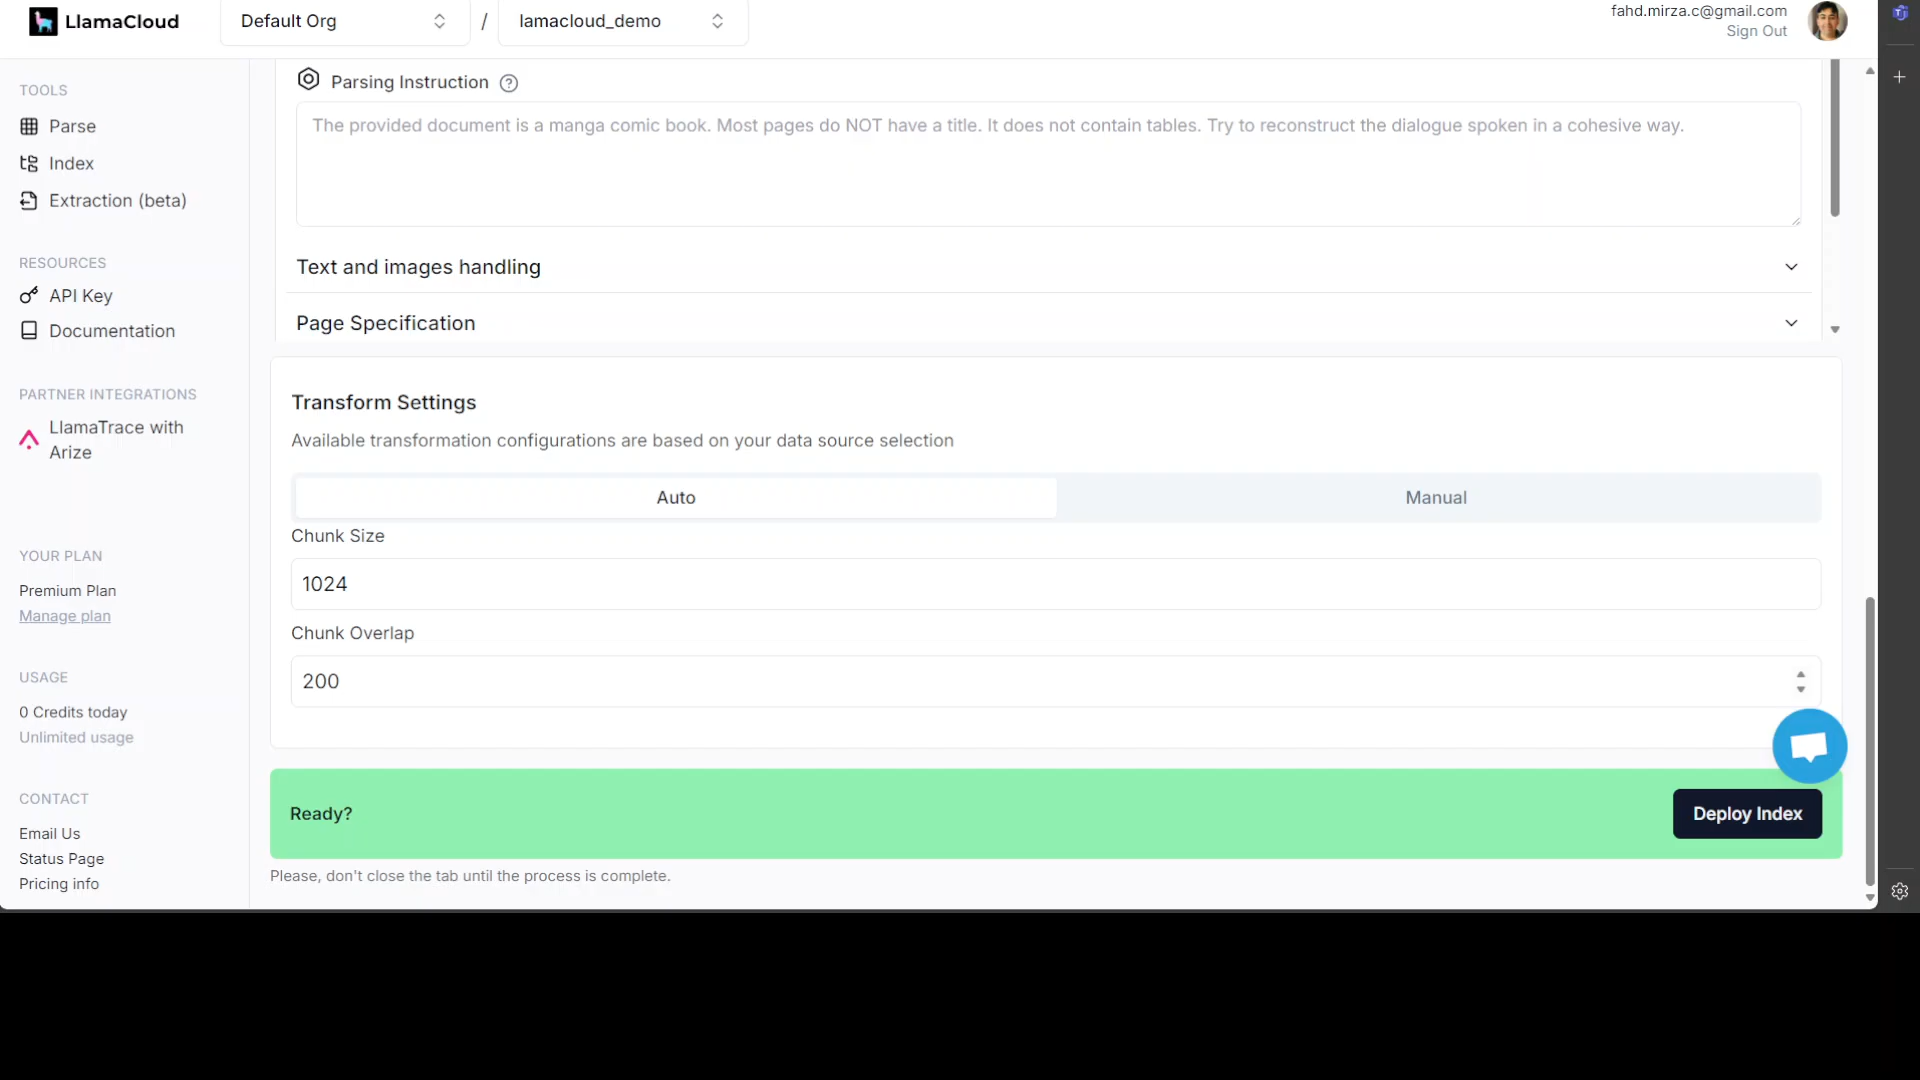 LlamaCloud
Default Org
/
lamacloud_demo
fahd.mirza.c@gmail.com
Sign Out
TOOLS
Parse
Index
Extraction (beta)
RESOURCES
API Key
Documentation
PARTNER INTEGRATIONS
LlamaTrace with
Arize
YOUR PLAN
Premium Plan
Manage plan
USAGE
0 Credits today
Unlimited usage
CONTACT
Email Us
Status Page
Pricing info
Parsing Instruction
The provided document is a manga comic book. Most pages do NOT have a title. It does not contain tables. Try to reconstruct the dialogue spoken in a cohesive way.
Text and images handling
Page Specification
Transform Settings
Available transformation configurations are based on your data source selection
Auto
Manual
Chunk Size
1024
Chunk Overlap
200
Ready?
Deploy Index
Please, don't close the tab until the process is complete.